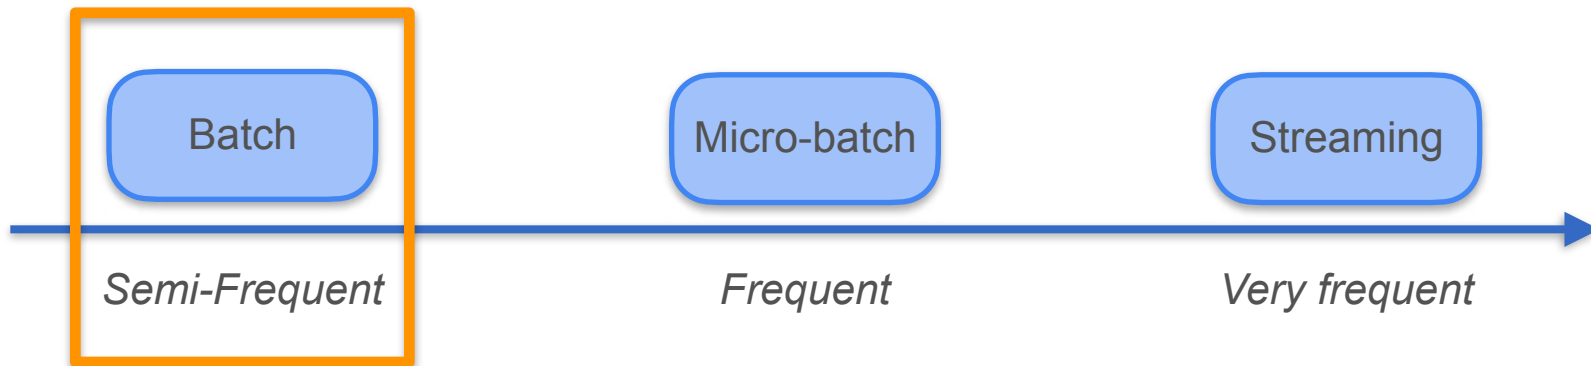 Batch
Micro-batch
Streaming
Semi-Frequent
Frequent
Very frequent